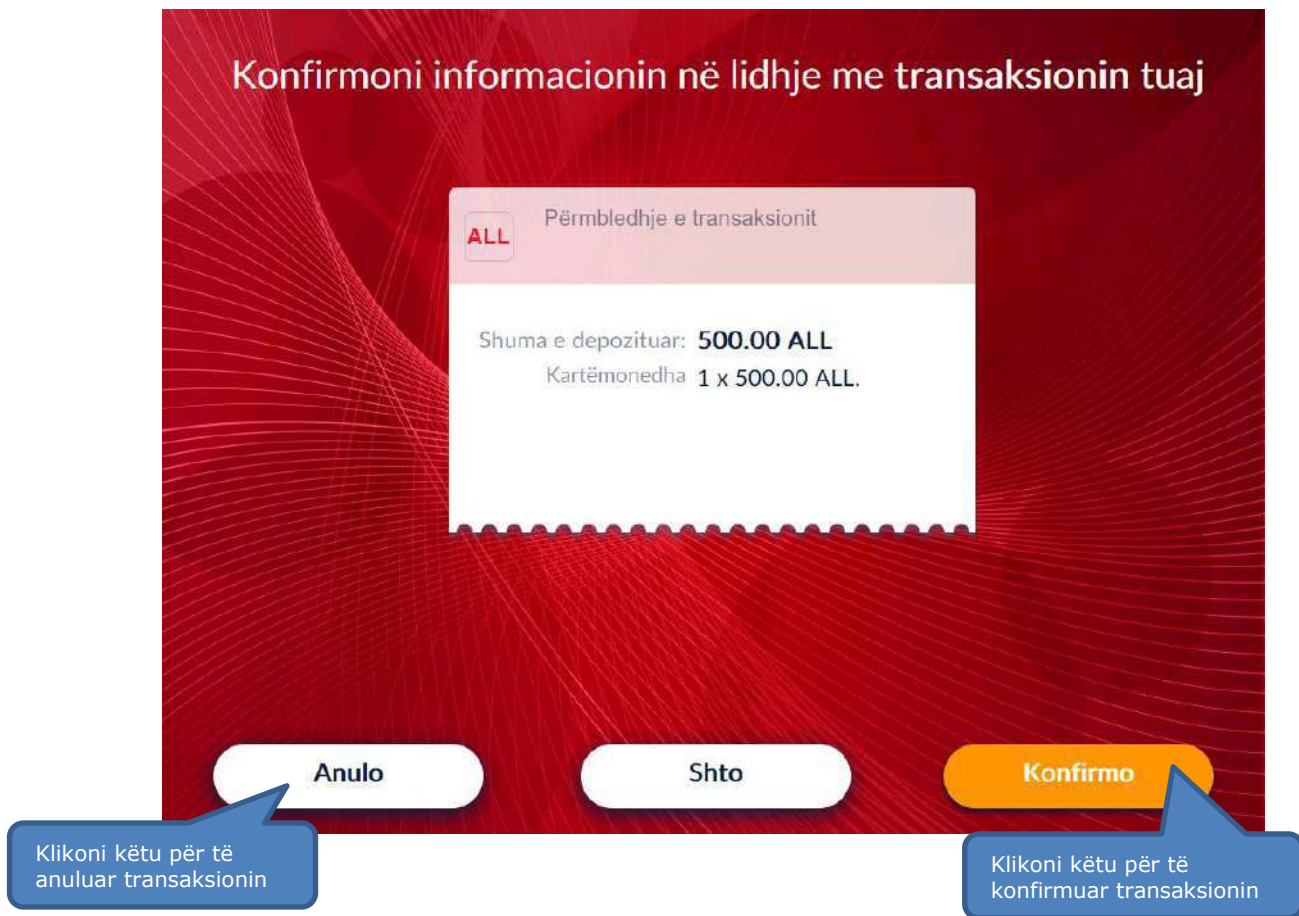 Konfirmoni informacionin në lidhje me transaksionin tuaj
ALL
Përmbledhje e transaksionit
Shuma e depozituar: 500.00 ALL
Kartëmonedha 1 x 500.00 ALL.
Anulo
Shto
Konfirmo
Klikoni këtu për të
anuluar transaksionin
Klikoni këtu për të
konfirmuar transaksionin